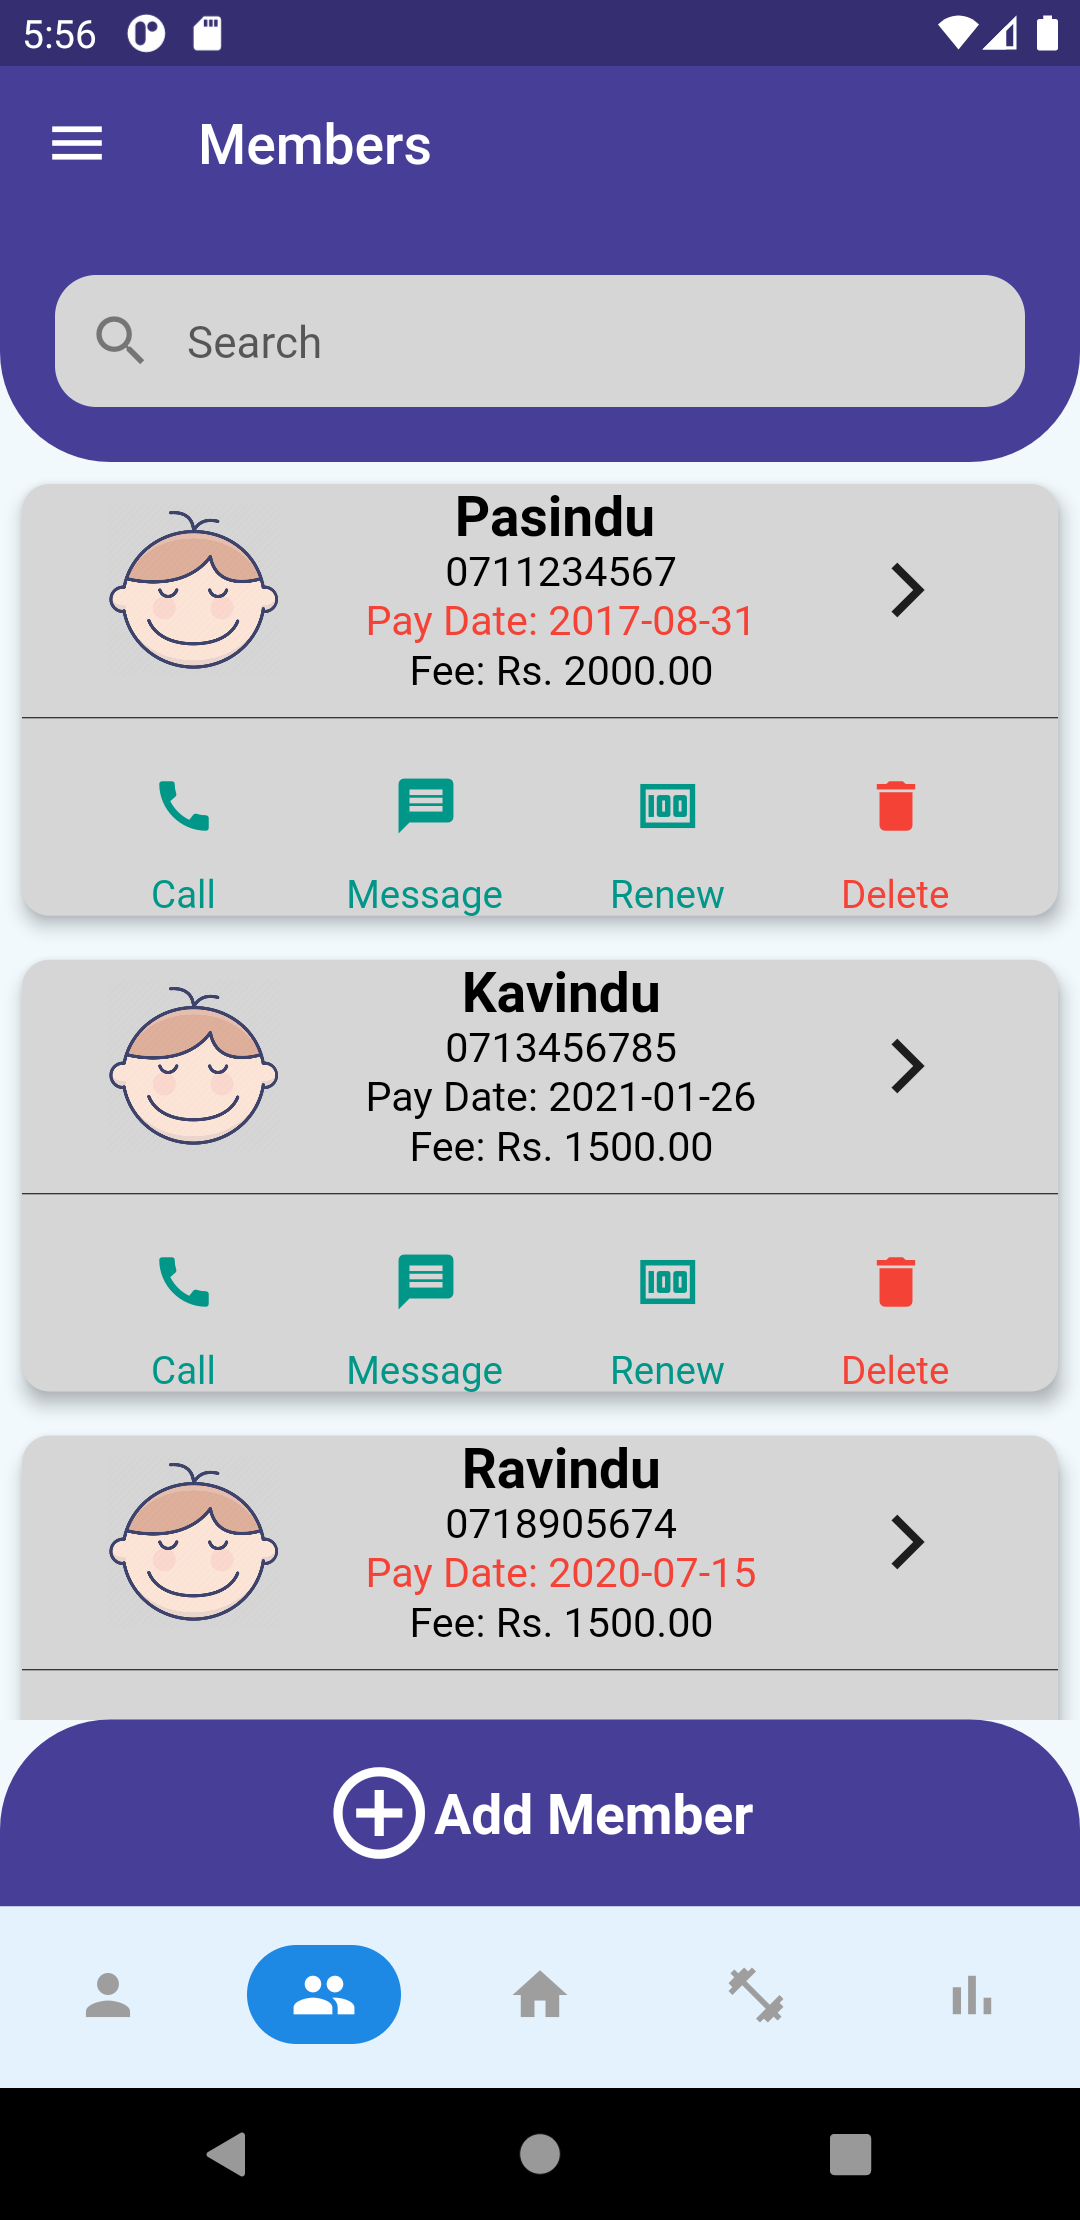 5:56
Members
Search
Pasindu
0711234567
Pay Date: 2017-08-31
Fee: Rs. 2000.00
100
Call Message Renew Delete
Kavindu
0713456785
Pay Date: 2021-01-26
Fee: Rs. 1500.00
100
Call Message Renew Delete
Ravindu
0718905674
Pay Date: 2020-07-15
Fee: Rs. 1500.00
Add Member